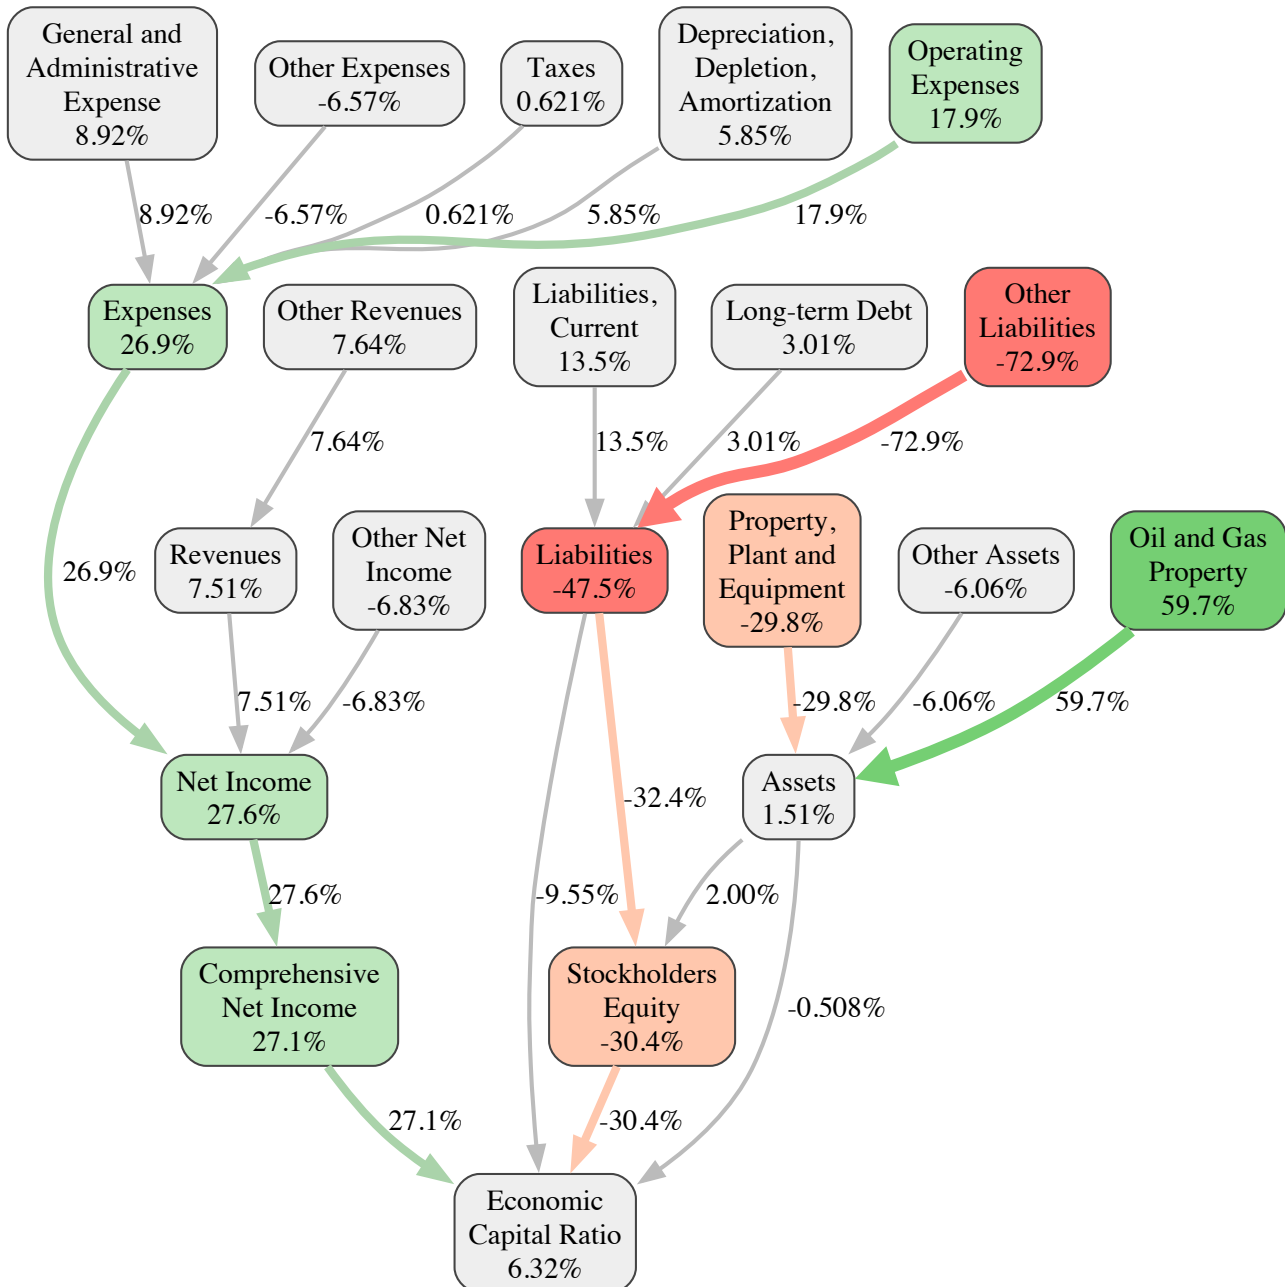 General and
Administrative
Expense
8.92%
Other Expenses
-6.57%
Taxes
0.621%
Depreciation,
Depletion,
Amortization
5.85%
Operating
Expenses
17.9%
8.92%
-6.57%
0.621%
5.85%
17.9%
Expenses
26.9%
Other Revenues
7.64%
Liabilities,
Current
13.5%
Long-term Debt
3.01%
Other
Liabilities
-72.9%
7.64%
13.5%
3.01%
-72.9%
26.9%
Revenues
7.51%
Other Net
Income
-6.83%
Liabilities
-47.5%
Property,
Plant and
Equipment
-29.8%
Other Assets
-6.06%
Oil and Gas
Property
59.7%
7.51%
-6.83%
-29.8%
-6.06%
59.7%
Net Income
27.6%
-32.4%
Assets
1.51%
27.6%
-9.55%
2.00%
Comprehensive
Net Income
27.1%
Stockholders
Equity
-30.4%
-0.508%
27.1%
-30.4%
Economic
Capital Ratio
6.32%